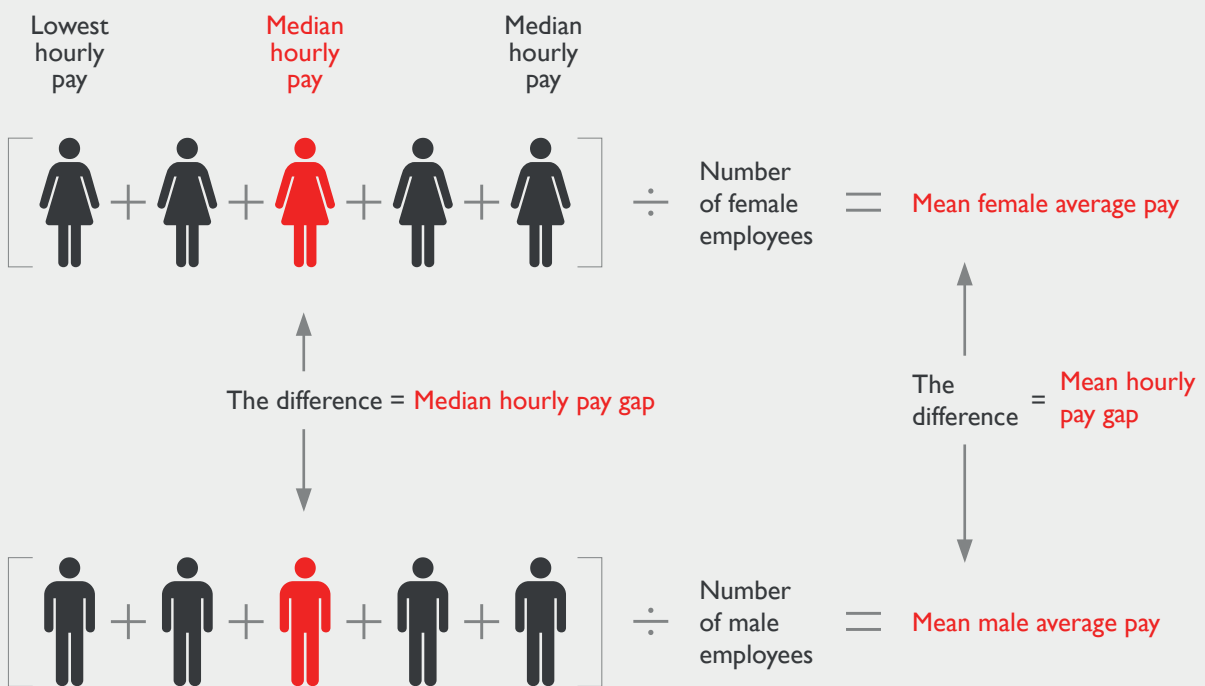 Lowest
hourly
pay
Median
hourly
pay
Median
hourly
pay
Number
of female
employees
Mean female average pay
The difference = Median hourly pay gap
The
difference
= Mean hourly
pay gap
Number
of male
employees
Mean male average pay